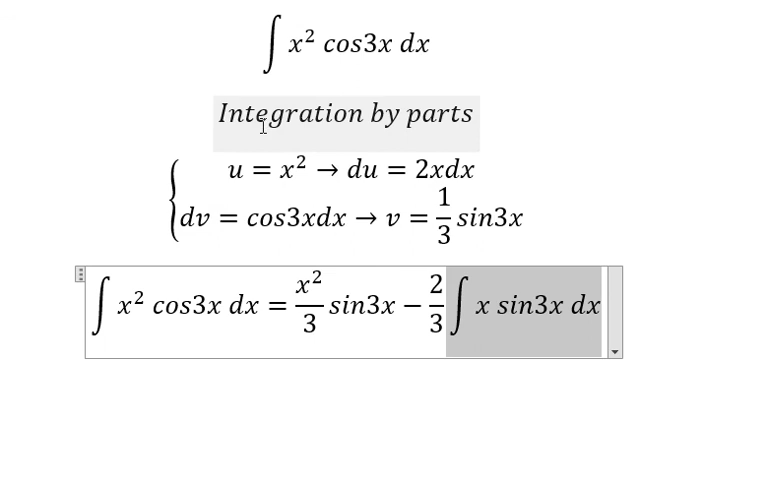 ∫ x² cos3x dx
Integration by parts
u = x² → du = 2xdx
dv = cos3xdx → v = 1/3 sin3x
∫ x² cos3x dx = x²/3 sin3x − 2/3 ∫ x sin3x dx